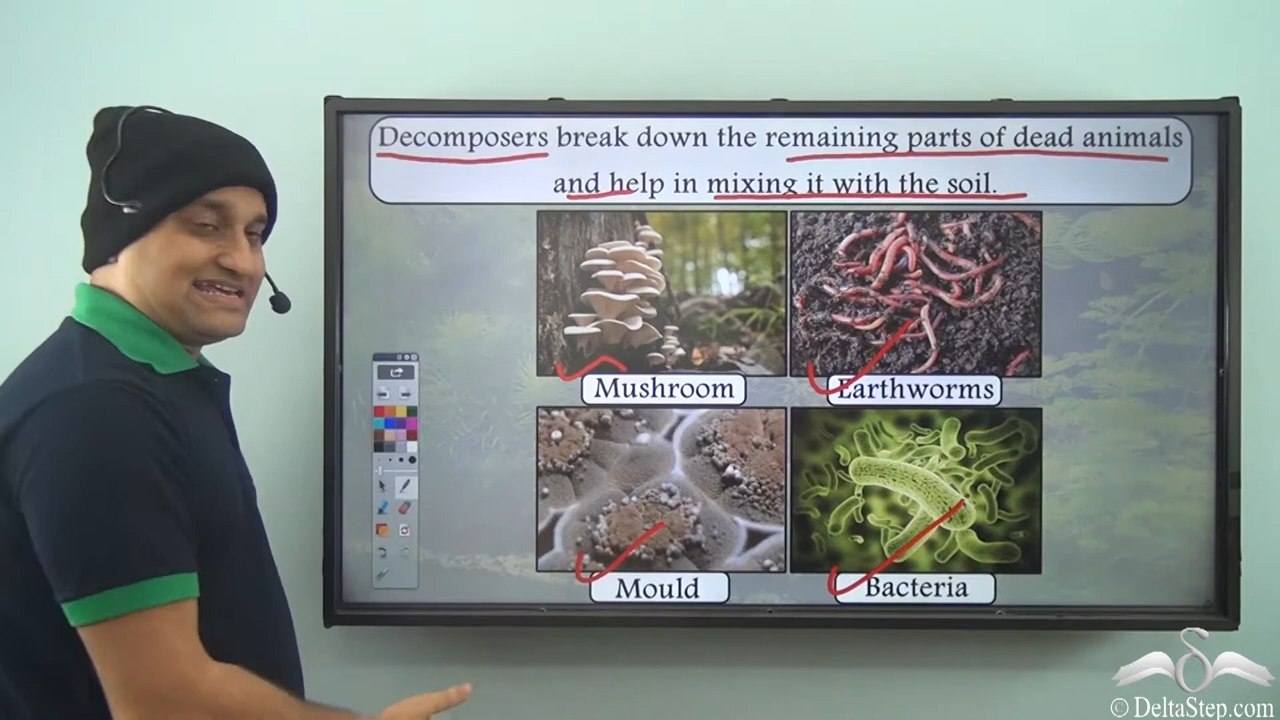 Decomposers break down the remaining parts of dead animals
and help in mixing it with the soil.
Mushroom
Earthworms
Mould
Bacteria
© DeltaStep.com